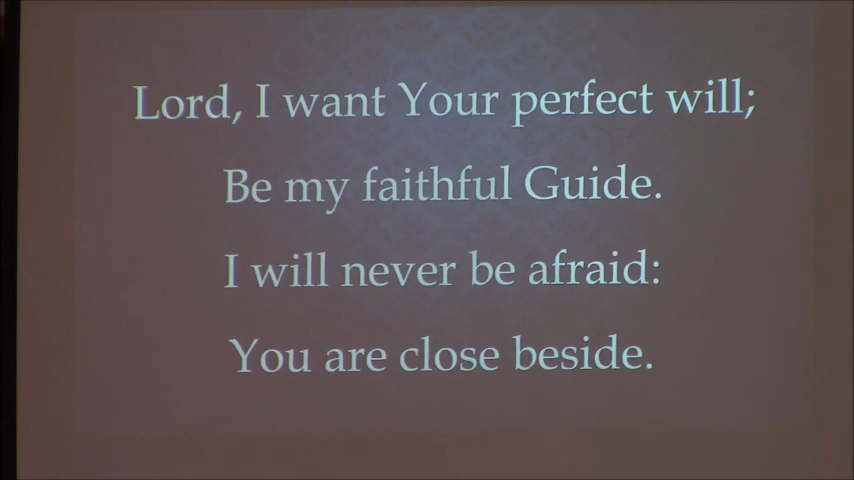 Lord, I want Your perfect will;
Be my faithful Guide.
I will never be afraid:
You are close beside.